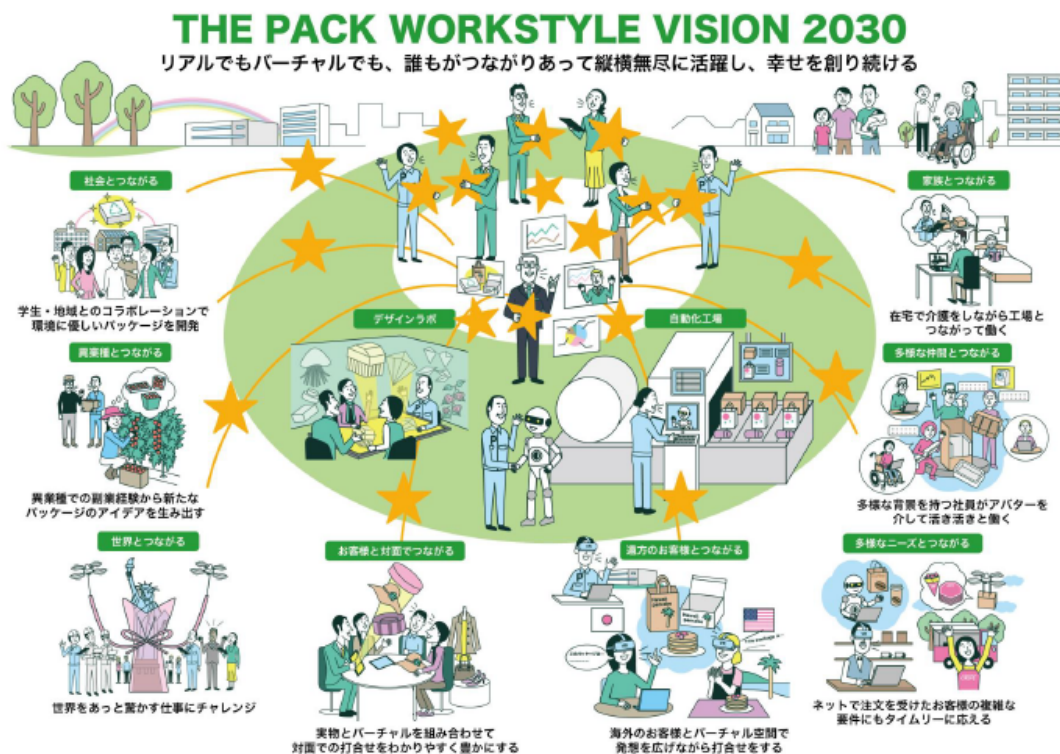 THE PACK WORKSTYLE VISION 2030
リアルでもバーチャルでも、誰もがつながりあって縦横無尽に活躍し、幸せを創り続ける
社会とつながる
学生・地域とのコラボレーションで
環境に優しいパッケージを開発
異業種とつながる
異業種での副業経験から新たな
パッケージのアイデアを生み出す
世界とつながる
世界をあっと驚かす仕事にチャレンジ
デザインラボ
自動化工場
お客様と対面でつながる
実物とバーチャルを組み合わせて
対面での打合せをわかりやすく豊かにする
遠方のお客様とつながる
海外のお客様とバーチャル空間で
発想を広げながら打合せをする
家族とつながる
在宅で介護をしながら工場と
つながって働く
多様な仲間とつながる
多様な背景を持つ社員がアバターを
介して活き活きと働く
多様なニーズとつながる
ネットで注文を受けたお客様の複雑な
要件にもタイムリーに応える